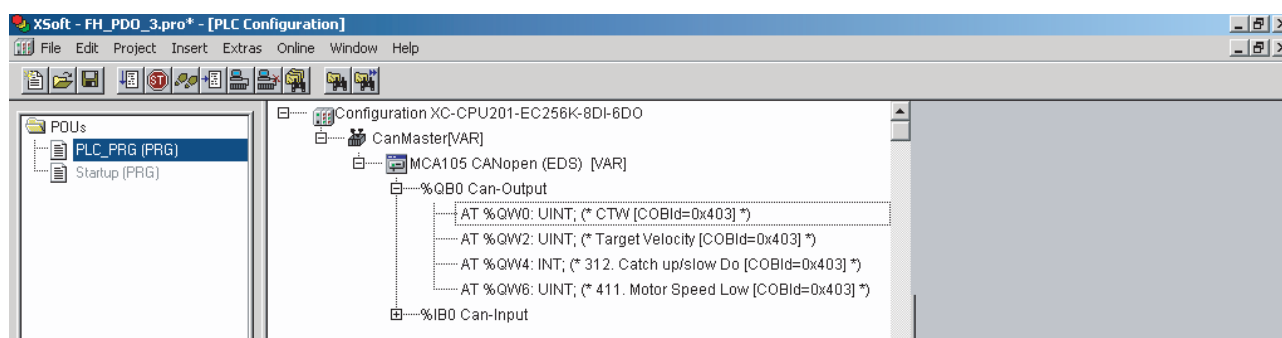 XSoft - FH_PDO_3.pro* - [PLC Configuration]
File Edit Project Insert Extras Online Window Help
POUs
PLC_PRG (PRG)
Startup (PRG)
Configuration XC-CPU201-EC256K-8DI-6DO
CanMaster[VAR]
MCA105 CANopen (EDS) [VAR]
%QB0 Can-Output
AT %QW0: UINT; (* CTW [COBId=0x403] *)
AT %QW2: UINT; (* Target Velocity [COBId=0x403] *)
AT %QW4: INT; (* 312. Catch up/slow Do [COBId=0x403] *)
AT %QW6: UINT; (* 411. Motor Speed Low [COBId=0x403] *)
%IB0 Can-Input